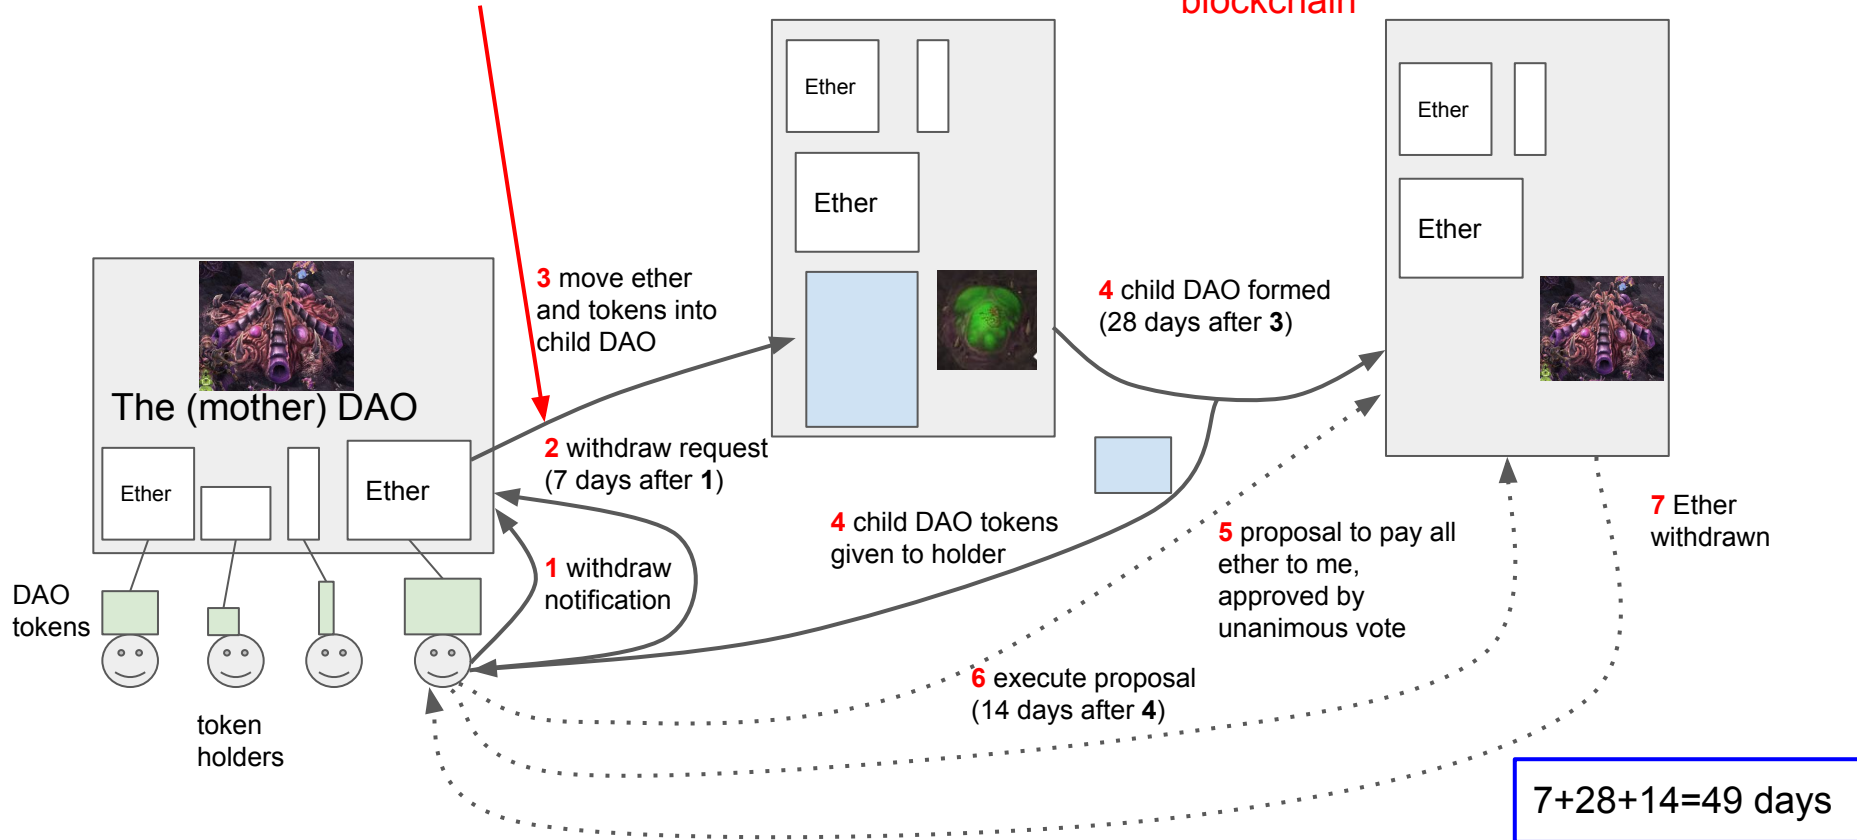 blockchain
Ether
Ether
Ether
Ether
3 move ether
and tokens into
child DAO
4 child DAO formed
(28 days after 3)
The (mother) DAO
Ether
Ether
2 withdraw request
(7 days after 1)
4 child DAO tokens
given to holder
5 proposal to pay all
ether to me,
approved by
unanimous vote
7 Ether
withdrawn
1 withdraw
notification
DAO
tokens
6 execute proposal
(14 days after 4)
token
holders
7+28+14=49 days